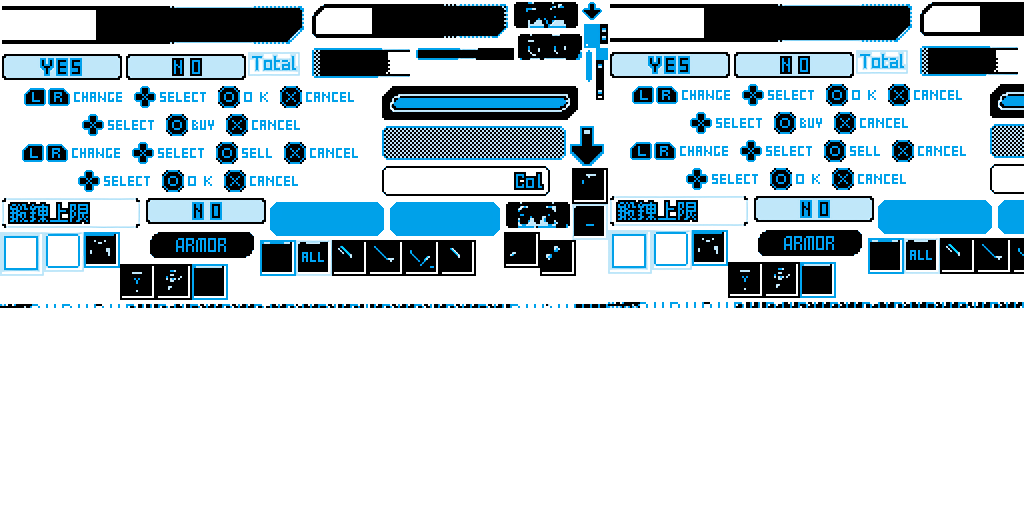 YES NO Total YES NO Total
L R CHANGE SELECT O K CANCEL L R CHANGE SELECT O K CANCEL
SELECT BUY CANCEL SELECT BUY CANCEL
L R CHANGE SELECT SELL CANCEL L R CHANGE SELECT SELL CANCEL
SELECT O K CANCEL Col SELECT O K CANCEL
鍛錬上限 NO 鍛錬上限 NO
ARMOR ALL ARMOR ALL